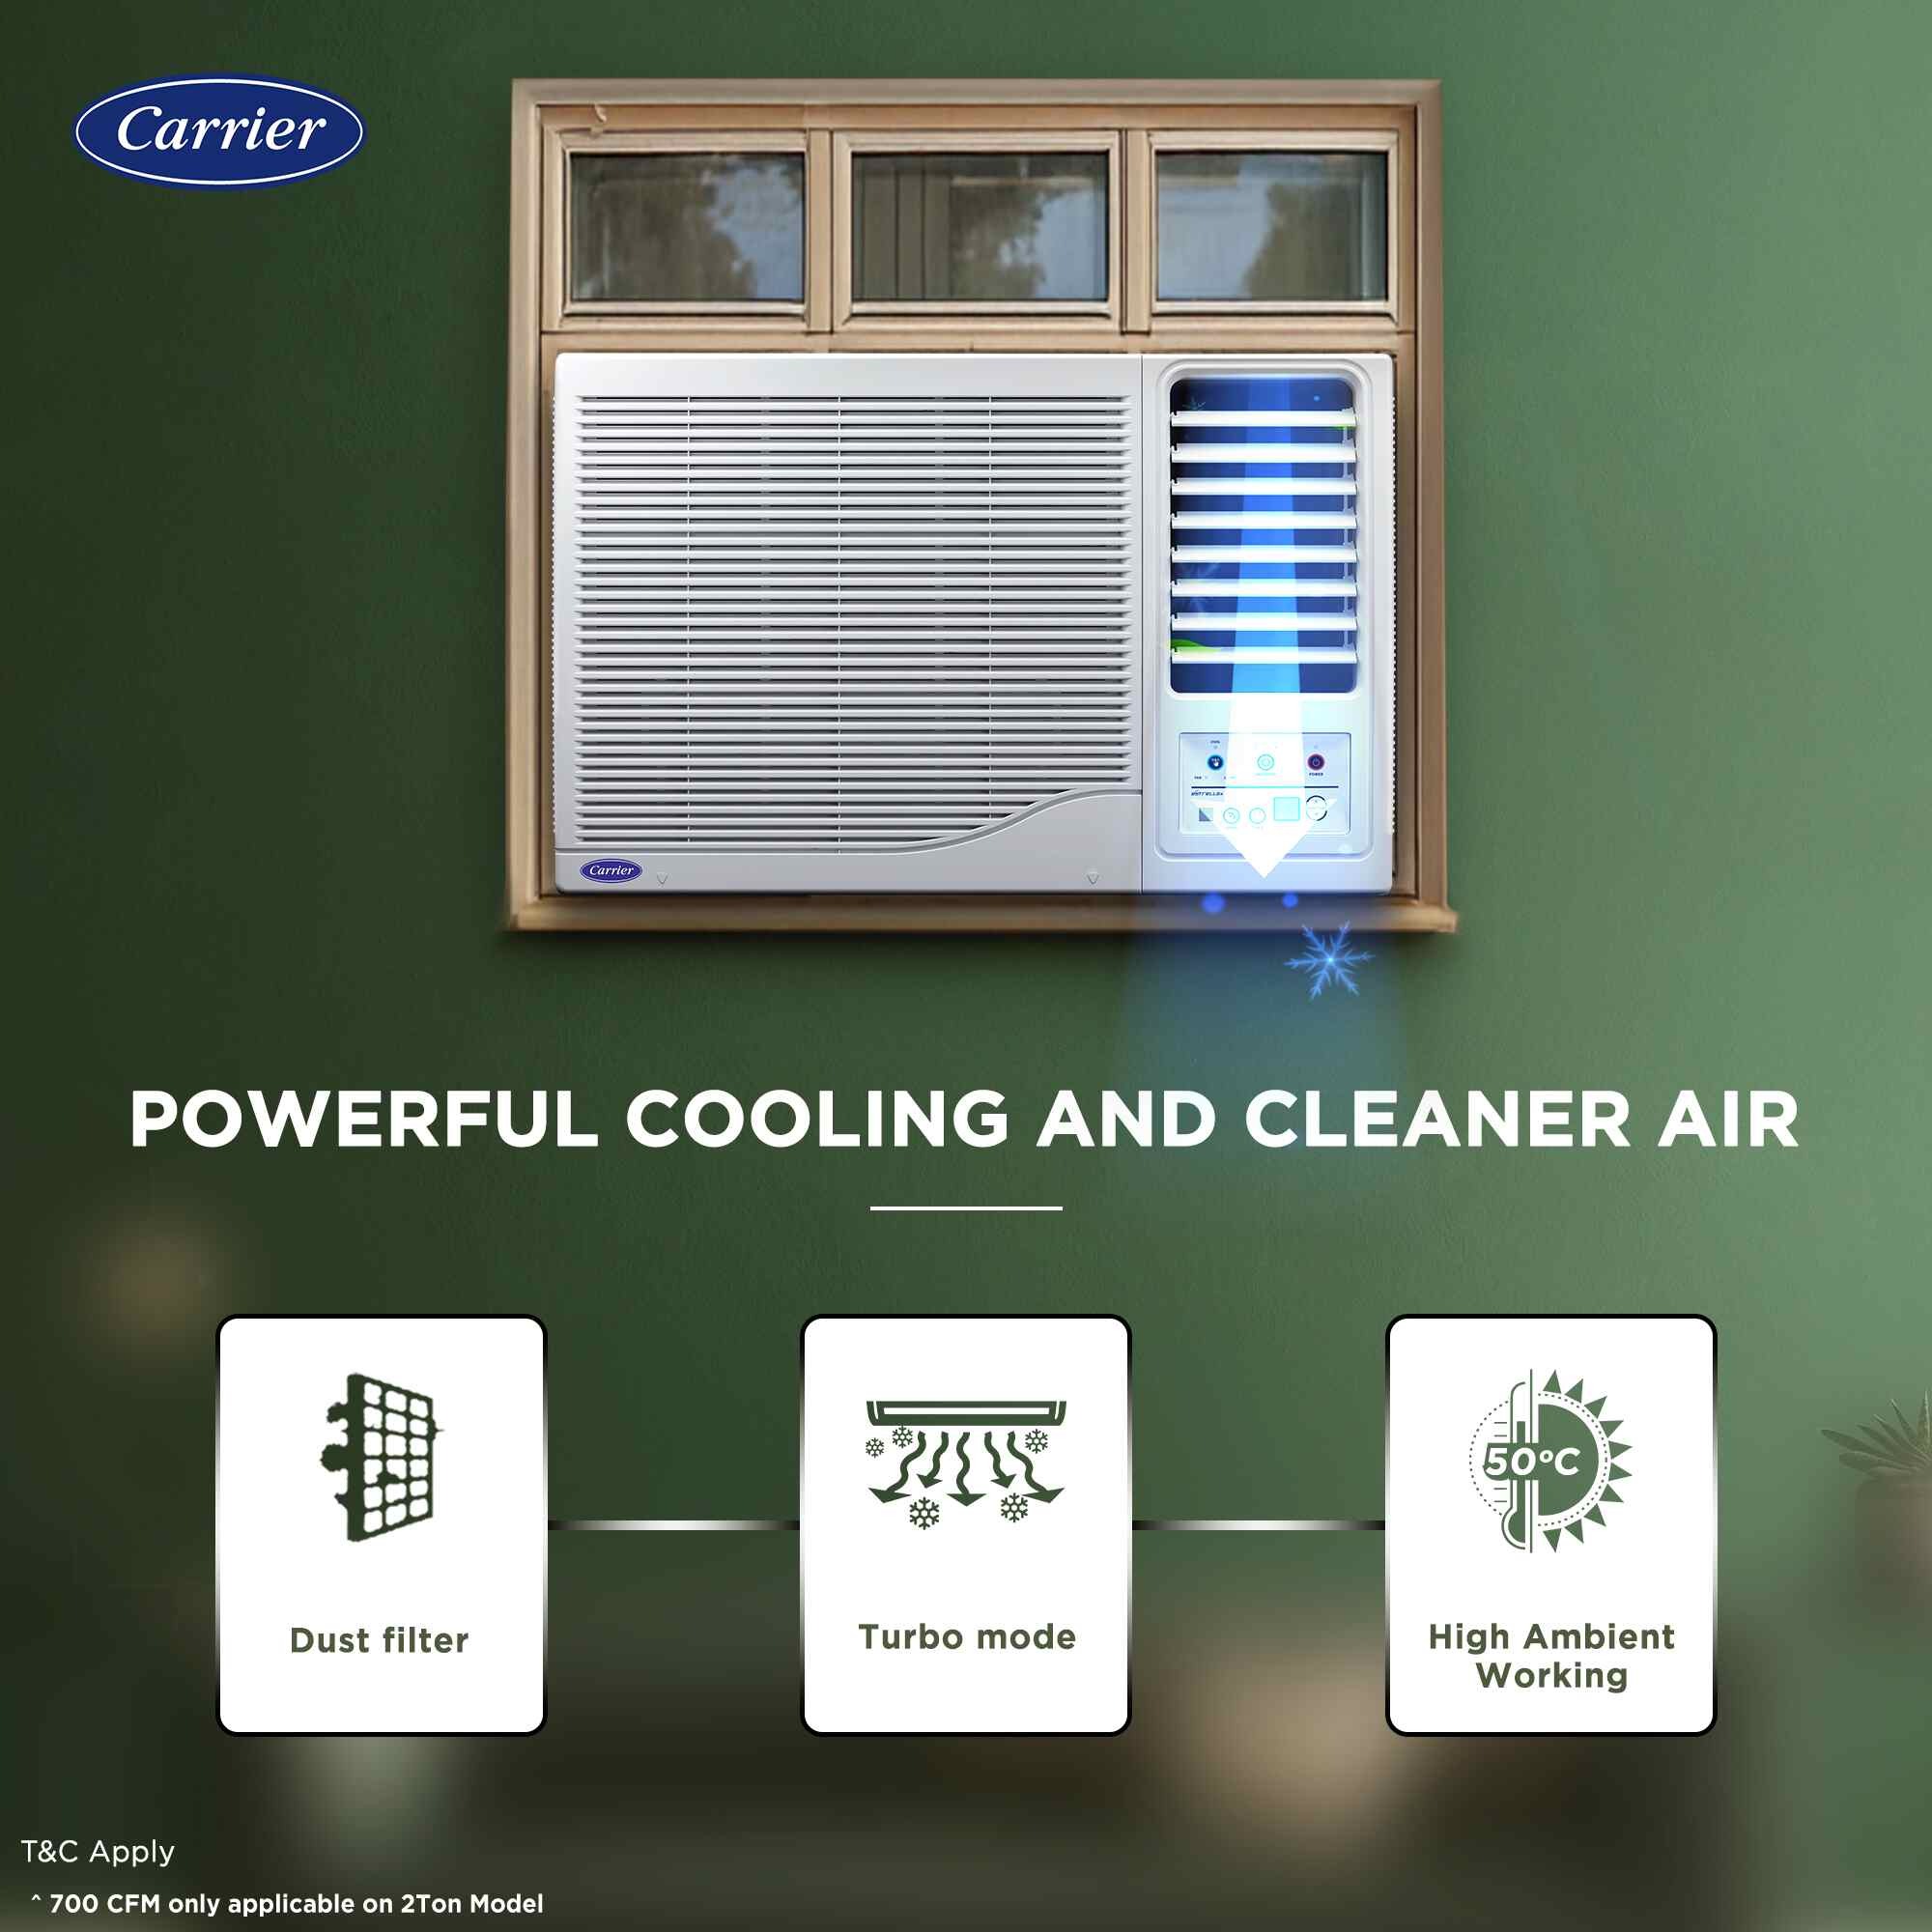 Carrier
POWER
Carrier
POWERFUL COOLING AND CLEANER AIR
50°C
Dust filter
Turbo mode
High Ambient
Working
T&C Apply
^ 700 CFM only applicable on 2Ton Model